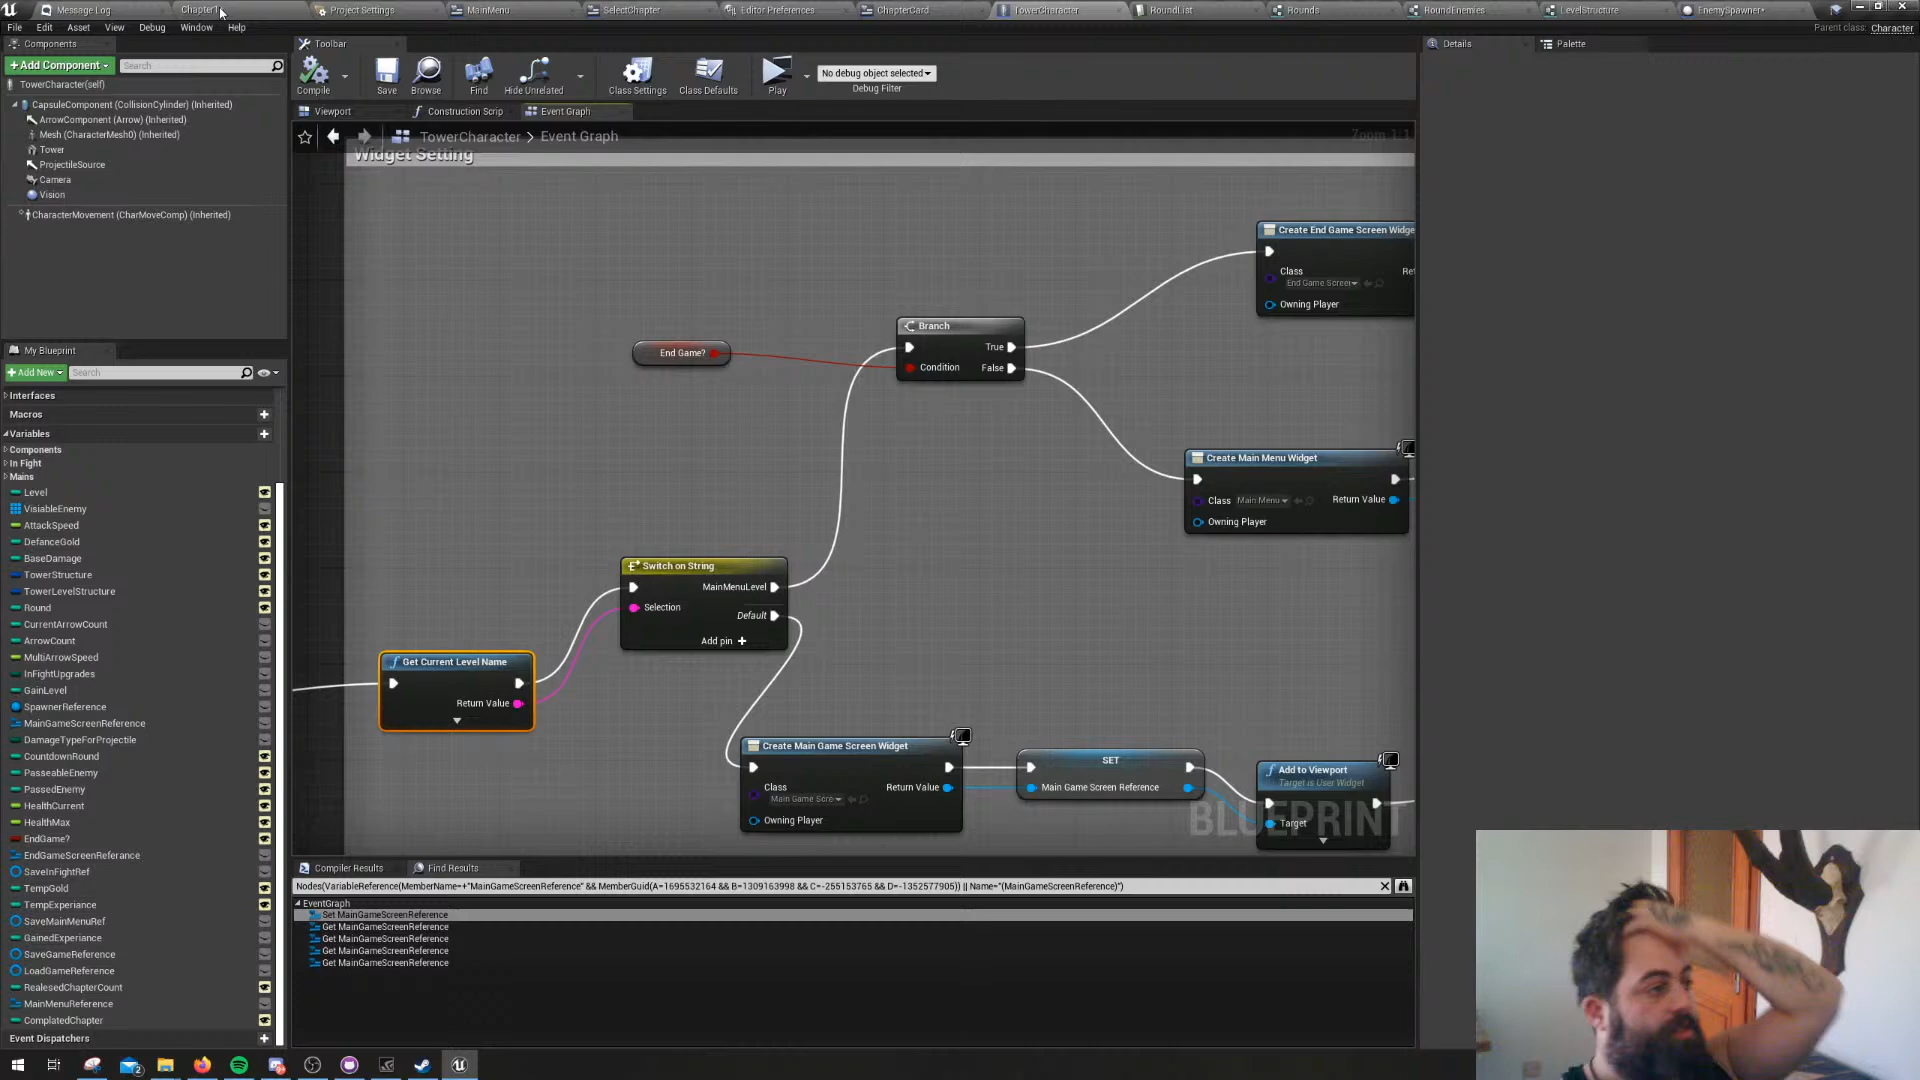 Message Log
Chapter1
Project Settings
MainMenu
SelectChapter
Editor Preferences
ChapterCard
TowerCharacter
RoundList
Rounds
RoundEnemies
LevelStructure
EnemySpawner*
File Edit Asset View Debug Window Help
Parent class: Character
Components
Toolbar
Details
Palette
+Add Component
Search
TowerCharacter(self)
CapsuleComponent (CollisionCylinder) (Inherited)
ArrowComponent (Arrow) (Inherited)
Mesh (CharacterMesh0) (Inherited)
Tower
ProjectileSource
Camera
Vision
CharacterMovement (CharMoveComp) (Inherited)
Compile
Save
Browse
Find
Hide Unrelated
Class Settings
Class Defaults
Play
No debug object selected
Debug Filter
Viewport
Construction Scrip
Event Graph
TowerCharacter > Event Graph
Zoom 1:1
Widget Setting
Create End Game Screen Widge
Class
Ret
End Game Screen
Owning Player
Branch
True
Condition
False
End Game?
Create Main Menu Widget
Class Main Menu
Return Value
Owning Player
Switch on String
MainMenuLevel
Selection
Default
Add pin +
Get Current Level Name
Return Value
Create Main Game Screen Widget
Class
Main Game Scre
Return Value
Owning Player
SET
Main Game Screen Reference
Add to Viewport
Target is User Widget
Target
BLUEPRINT
My Blueprint
+Add New
Search
Interfaces
Macros
Variables
Components
In Fight
Mains
Level
VisiableEnemy
AttackSpeed
DefanceGold
BaseDamage
TowerStructure
TowerLevelStructure
Round
CurrentArrowCount
ArrowCount
MultiArrowSpeed
InFightUpgrades
GainLevel
SpawnerReference
MainGameScreenReference
DamageTypeForProjectile
CountdownRound
PasseableEnemy
PassedEnemy
HealthCurrent
HealthMax
EndGame?
EndGameScreenReferance
SaveInFightRef
TempGold
TempExperiance
SaveMainMenuRef
GainedExperiance
SaveGameReference
LoadGameReference
RealesedChapterCount
MainMenuReference
ComplatedChapter
Event Dispatchers
Compiler Results
Find Results
Nodes(VariableReference(MemberName=+"MainGameScreenReference" && MemberGuid(A=1695532164 && B=1309163998 && C=-255153765 && D=-1352577905)) || Name="(MainGameScreenReference)")
EventGraph
Set MainGameScreenReference
Get MainGameScreenReference
Get MainGameScreenReference
Get MainGameScreenReference
Get MainGameScreenReference